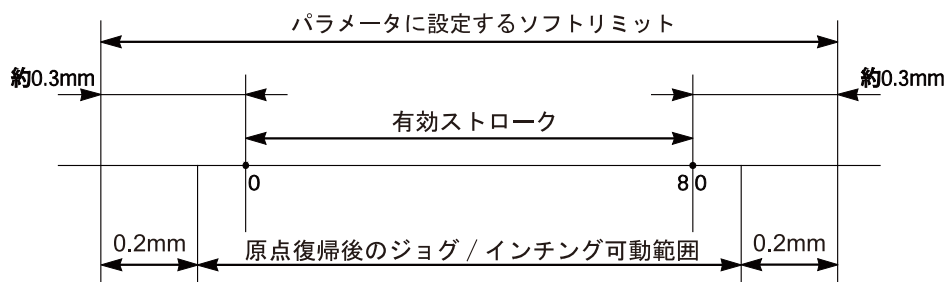 パラメータに設定するソフトリミット
約0.3mm
約0.3mm
有効ストローク
0
80
0.2mm
原点復帰後のジョグ / インチング可動範囲
0.2mm